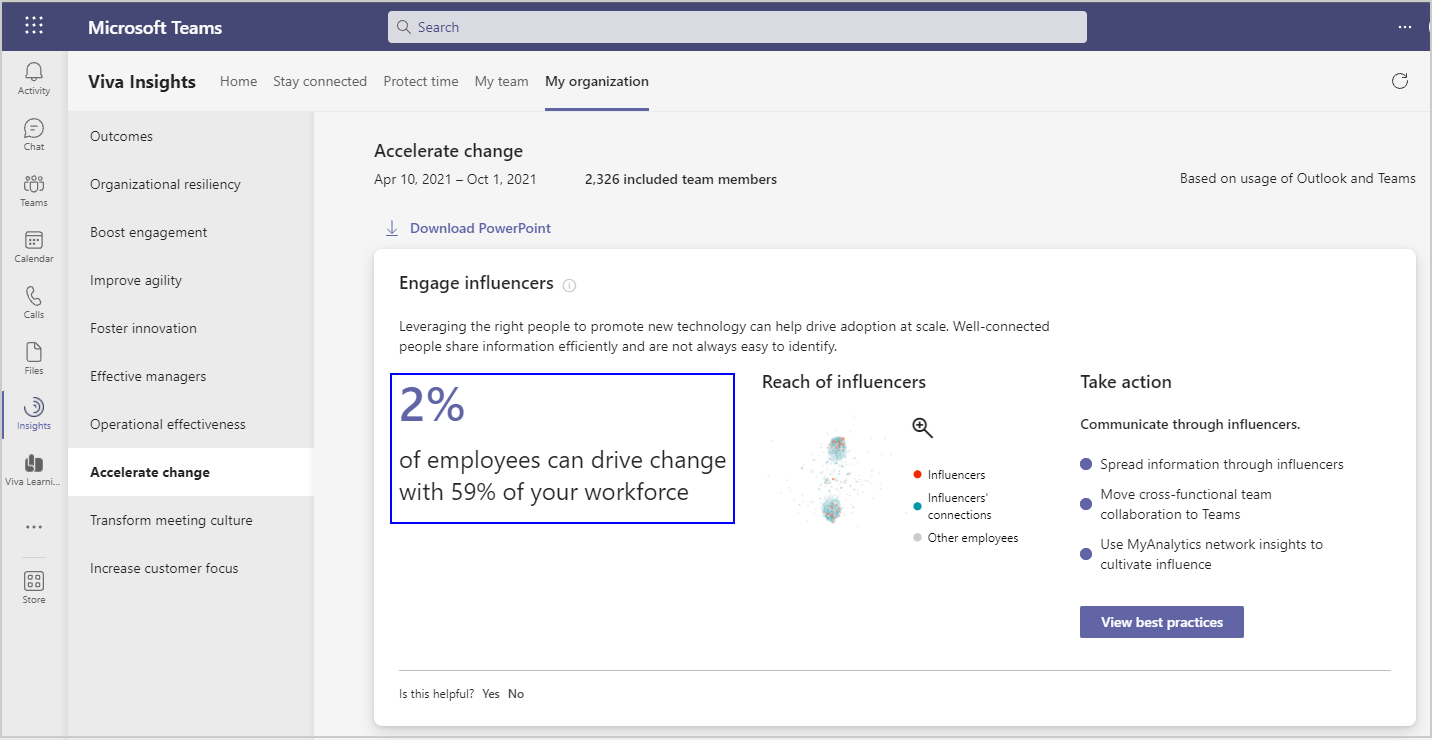 Microsoft Teams
Search
Activity
Chat
Teams
Calendar
Calls
Files
Insights
Viva Learni...
Store
Viva Insights
Home
Stay connected
Protect time
My team
My organization
Outcomes
Organizational resiliency
Boost engagement
Improve agility
Foster innovation
Effective managers
Operational effectiveness
Accelerate change
Transform meeting culture
Increase customer focus
Accelerate change
Apr 10, 2021 – Oct 1, 2021
2,326 included team members
Based on usage of Outlook and Teams
Download PowerPoint
Engage influencers
Leveraging the right people to promote new technology can help drive adoption at scale. Well-connected
people share information efficiently and are not always easy to identify.
2%
of employees can drive change
with 59% of your workforce
Reach of influencers
Influencers
Influencers'
connections
Other employees
Take action
Communicate through influencers.
Spread information through influencers
Move cross-functional team
collaboration to Teams
Use MyAnalytics network insights to
cultivate influence
View best practices
Is this helpful? Yes No